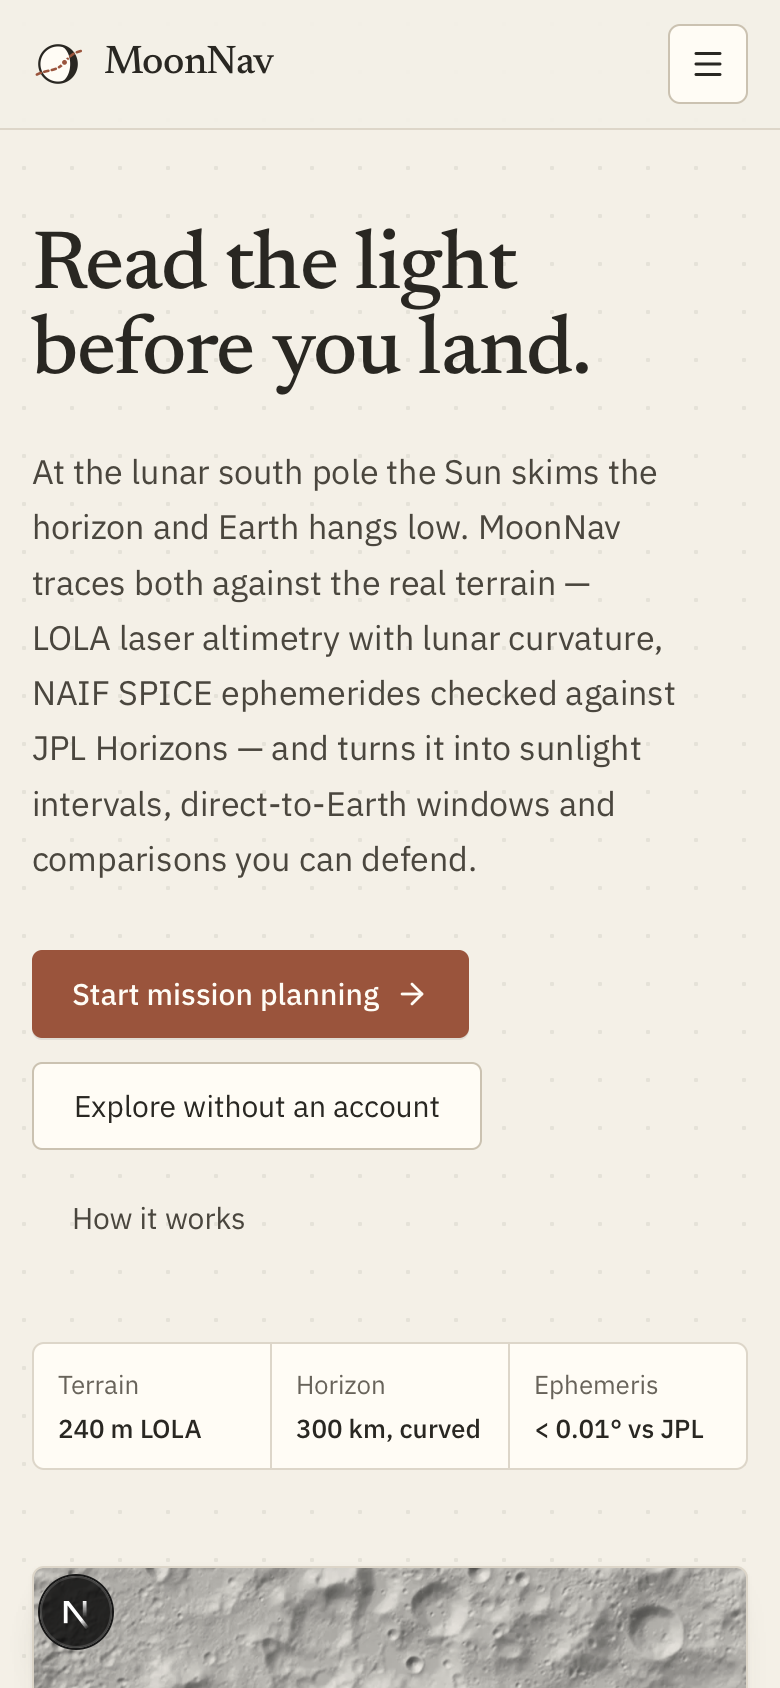 MoonNav
Read the light
before you land.
At the lunar south pole the Sun skims the
horizon and Earth hangs low. MoonNav
traces both against the real terrain —
LOLA laser altimetry with lunar curvature,
NAIF SPICE ephemerides checked against
JPL Horizons — and turns it into sunlight
intervals, direct-to-Earth windows and
comparisons you can defend.
Start mission planning →
Explore without an account
How it works
Terrain
240 m LOLA
Horizon
300 km, curved
Ephemeris
< 0.01° vs JPL
N